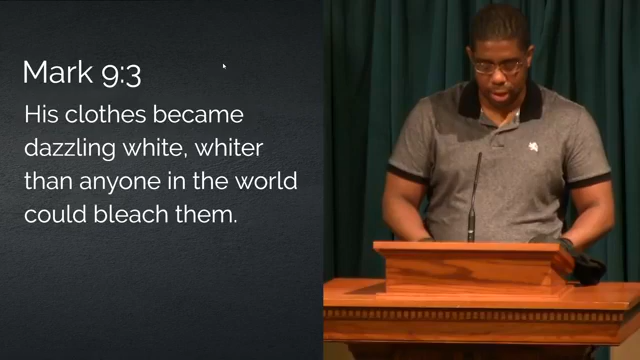 Mark 9:3
His clothes became
dazzling white, whiter
than anyone in the world
could bleach them.